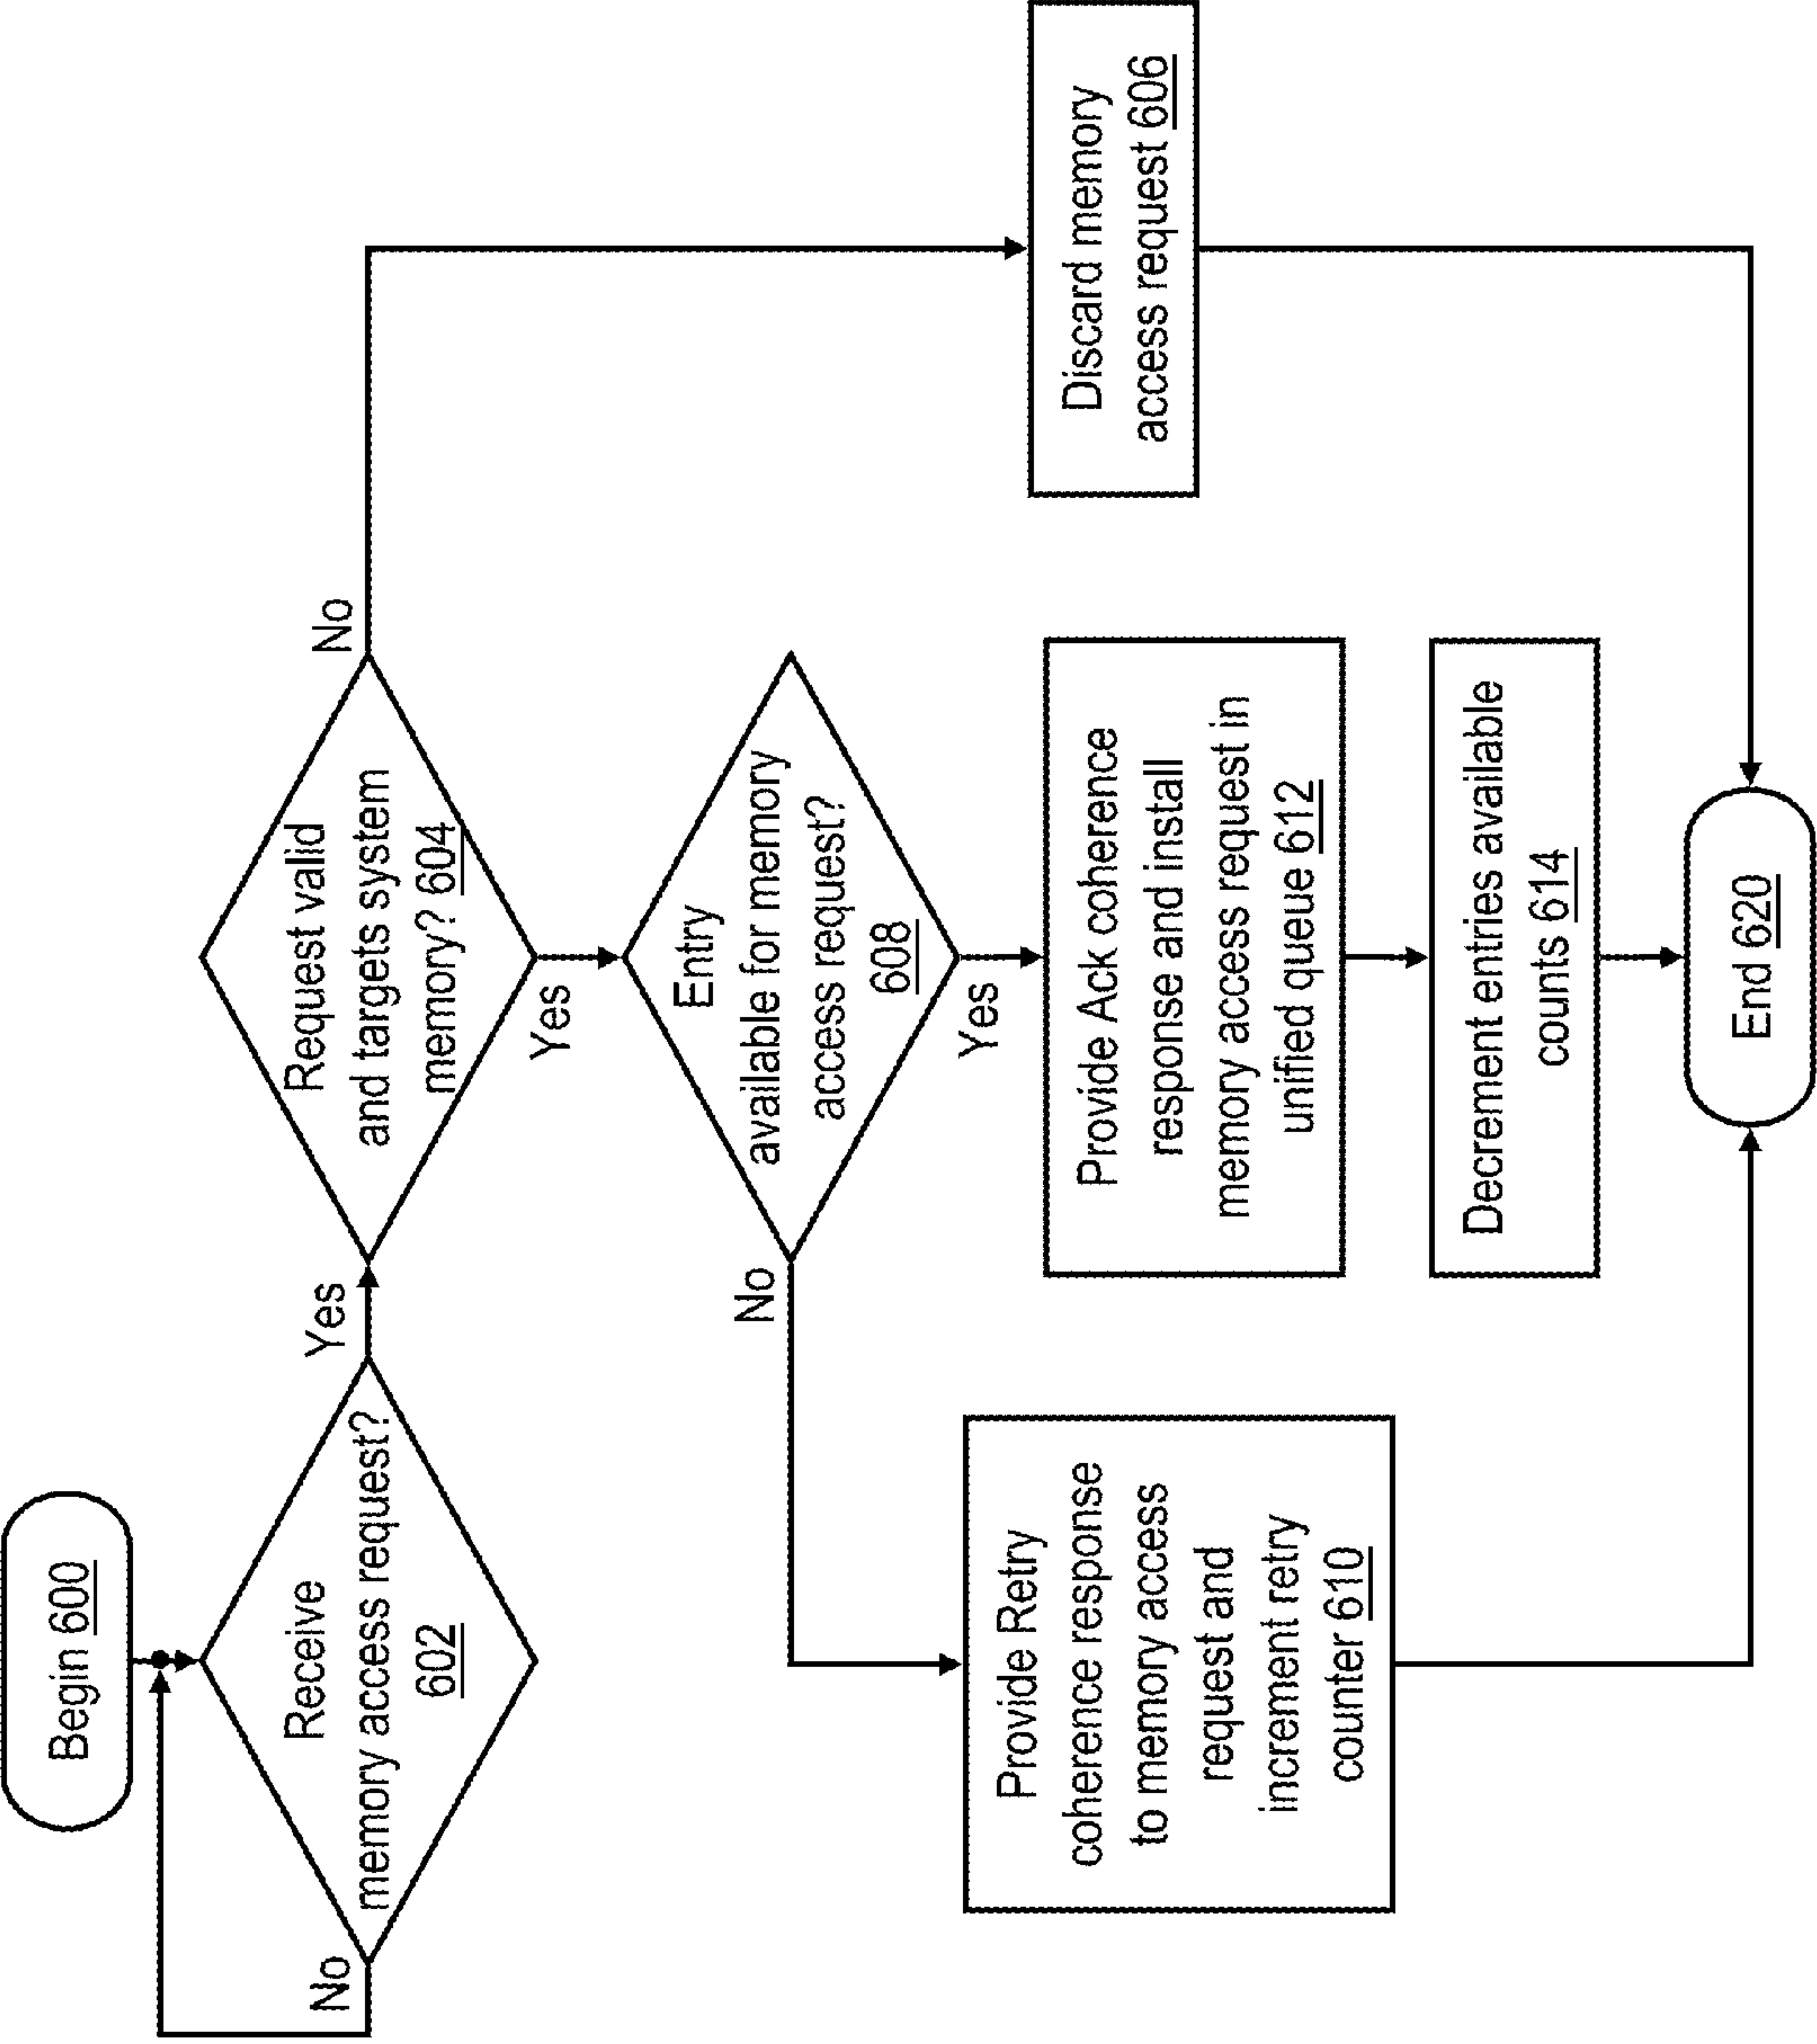 Begin 600
Receive
memory access request?
602
No
Yes
Request valid
and targets system
memory? 604
No
Yes
Discard memory
access request 606
Entry
available for memory
access request?
608
No
Yes
Provide Retry
coherence response
to memory access
request and
increment retry
counter 610
Provide Ack coherence
response and install
memory access request in
unified queue 612
Decrement entries available
counts 614
End 620